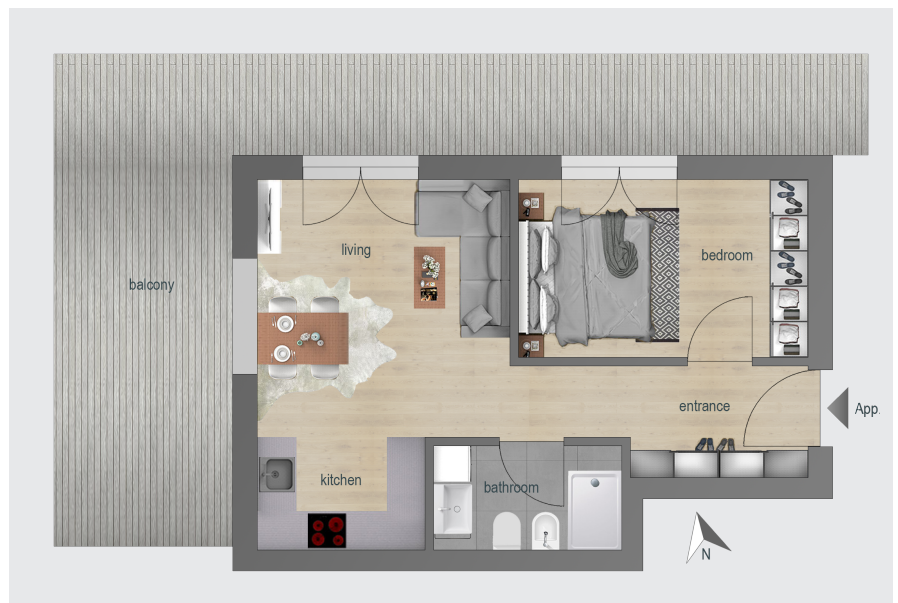 living
bedroom
balcony
entrance
App.
kitchen
bathroom
N